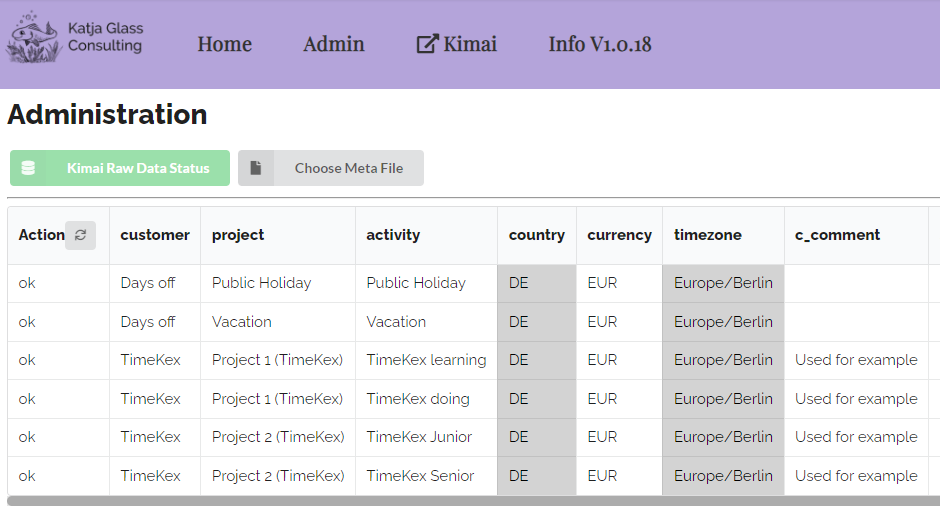 Katja Glass
Consulting
Home Admin Kimai Info V1.0.18
Administration
Kimai Raw Data Status Choose Meta File
Action customer project activity country currency timezone c_comment
ok Days off Public Holiday Public Holiday DE EUR Europe/Berlin
ok Days off Vacation Vacation DE EUR Europe/Berlin
ok TimeKex Project 1 (TimeKex) TimeKex learning DE EUR Europe/Berlin Used for example
ok TimeKex Project 1 (TimeKex) TimeKex doing DE EUR Europe/Berlin Used for example
ok TimeKex Project 2 (TimeKex) TimeKex Junior DE EUR Europe/Berlin Used for example
ok TimeKex Project 2 (TimeKex) TimeKex Senior DE EUR Europe/Berlin Used for example